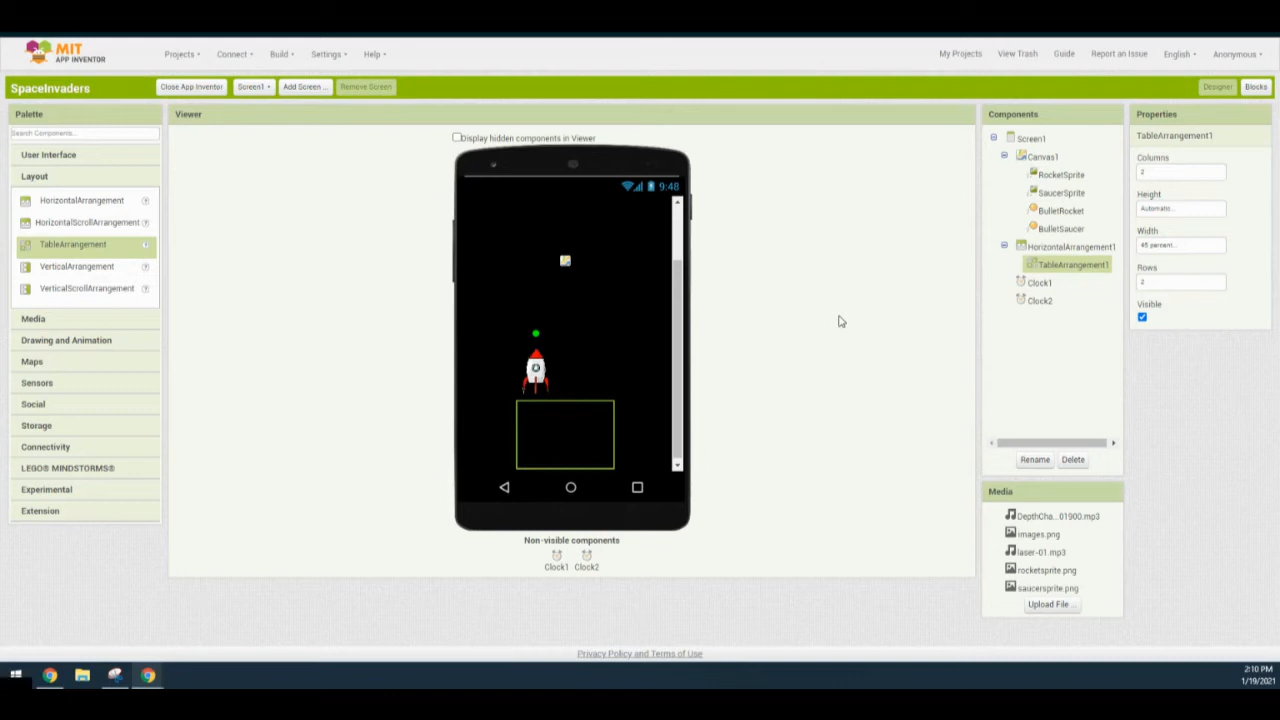 MIT
APP INVENTOR
Projects
Connect
Build
Settings
Help
My Projects
View Trash
Guide
Report an Issue
English
Anonymous
SpaceInvaders
Close App Inventor
Screen1
Add Screen ...
Remove Screen
Designer
Blocks
Palette
Search Components...
User Interface
Layout
HorizontalArrangement
HorizontalScrollArrangement
TableArrangement
VerticalArrangement
VerticalScrollArrangement
Media
Drawing and Animation
Maps
Sensors
Social
Storage
Connectivity
LEGO® MINDSTORMS®
Experimental
Extension
Viewer
Display hidden components in Viewer
9:48
Non-visible components
Clock1 Clock2
Components
Screen1
Canvas1
RocketSprite
SaucerSprite
BulletRocket
BulletSaucer
HorizontalArrangement1
TableArrangement1
Clock1
Clock2
Rename
Delete
Media
DepthCha...01900.mp3
images.png
laser-01.mp3
rocketsprite.png
saucersprite.png
Upload File ...
Properties
TableArrangement1
Columns
2
Height
Automatic...
Width
45 percent...
Rows
2
Visible
Privacy Policy and Terms of Use
2:10 PM
1/19/2021